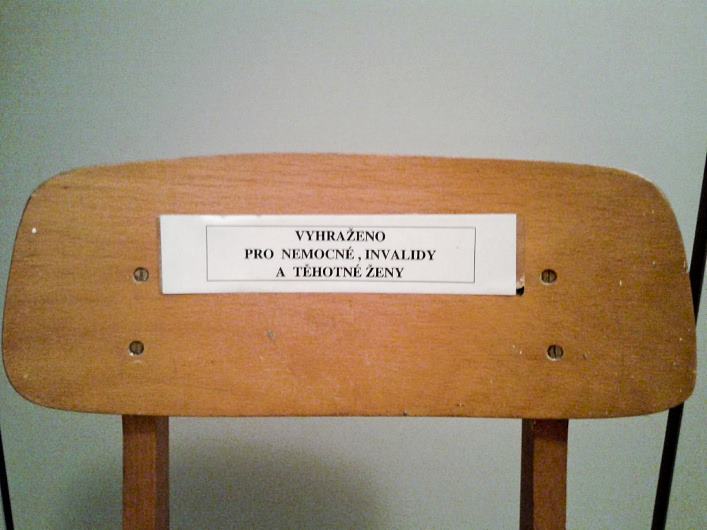 VYHRAŽENO
PRO NEMOCNÉ , INVALIDY
A TĚHOTNÉ ŽENY